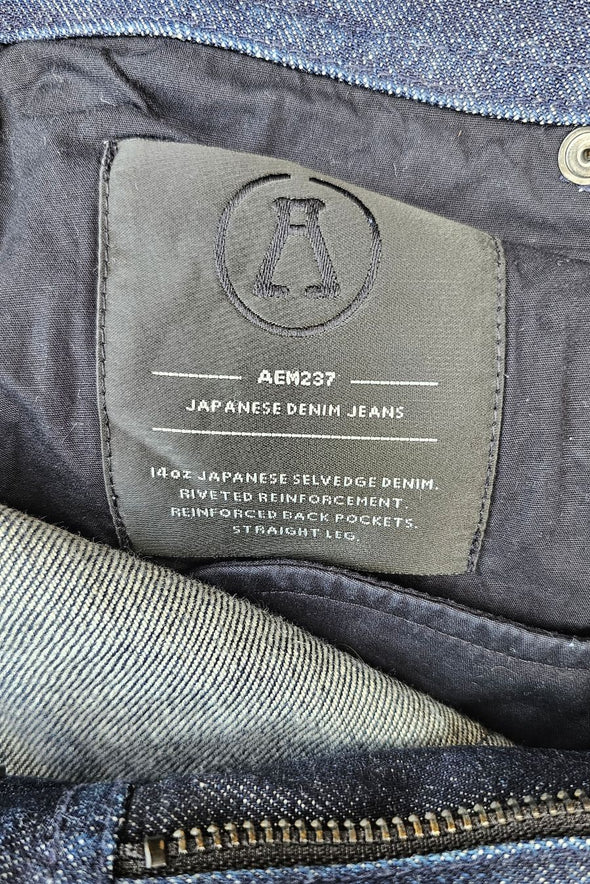 AEM237
JAPANESE DENIM JEANS
14oz JAPANESE SELVEDGE DENIM.
RIVETED REINFORCEMENT.
REINFORCED BACK POCKETS.
STRAIGHT LEG.